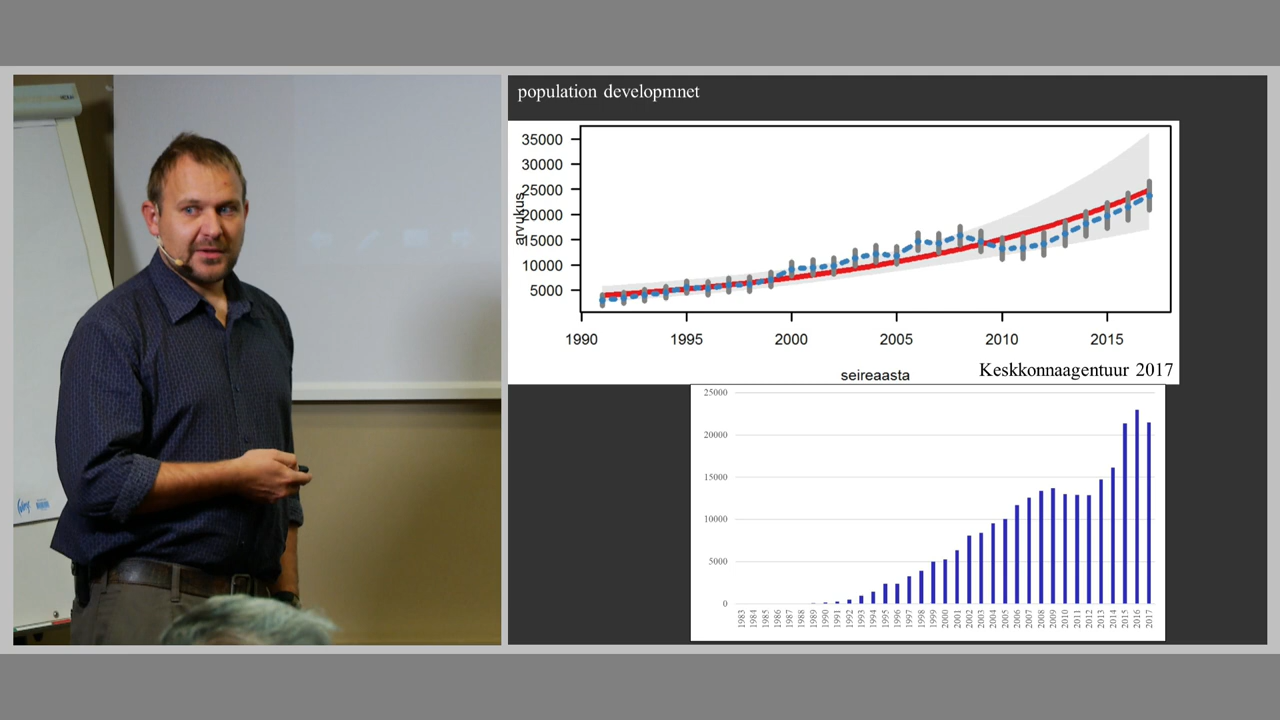 population developmnet
35000
30000
25000
20000
15000
10000
5000
arvukus
1990 1995 2000 2005 2010 2015
seireaasta
Keskkonnaagentuur 2017
25000
20000
15000
10000
5000
0
1983 1984 1985 1986 1987 1988 1989 1990 1991 1992 1993 1994 1995 1996 1997 1998 1999 2000 2001 2002 2003 2004 2005 2006 2007 2008 2009 2010 2011 2012 2013 2014 2015 2016 2017